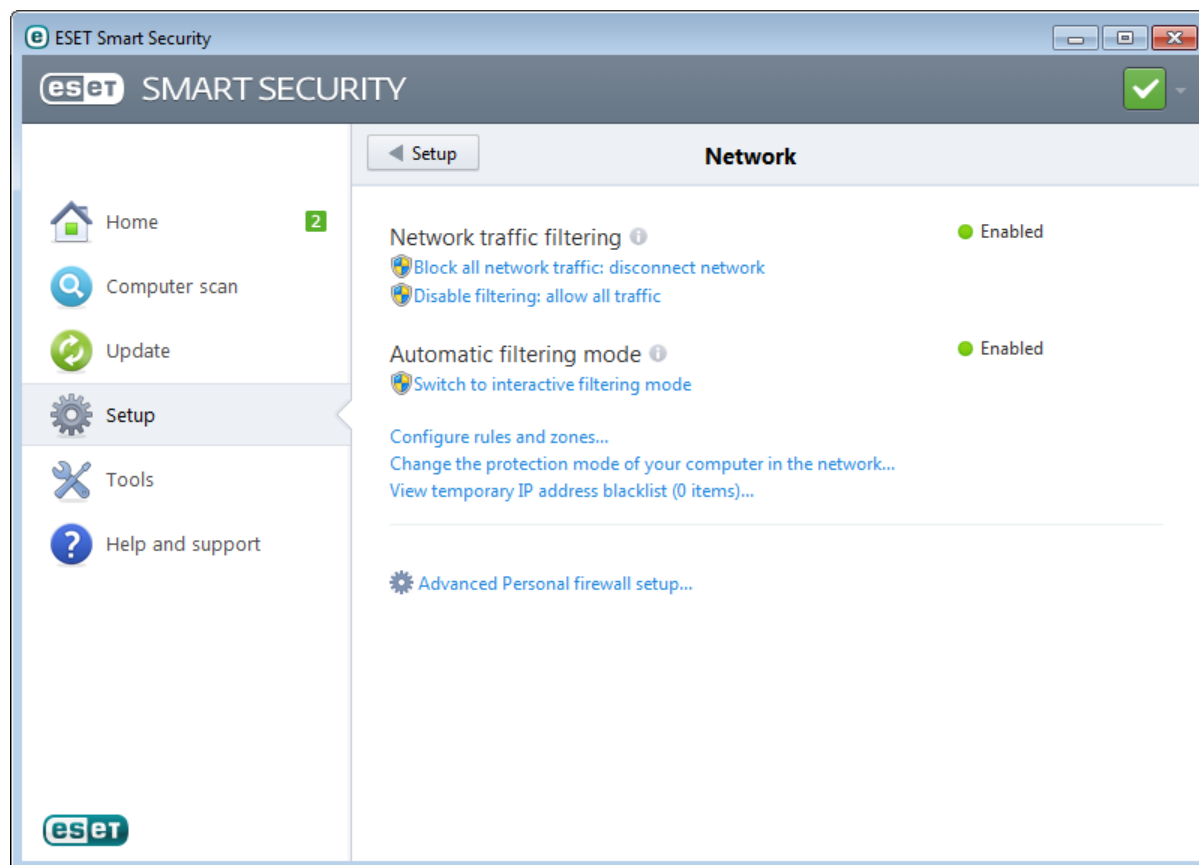 ESET Smart Security
eset SMART SECURITY
Setup
Network
Home 2
Computer scan
Update
Setup
Tools
Help and support
Network traffic filtering
Enabled
Block all network traffic: disconnect network
Disable filtering: allow all traffic
Automatic filtering mode
Enabled
Switch to interactive filtering mode
Configure rules and zones...
Change the protection mode of your computer in the network...
View temporary IP address blacklist (0 items)...
Advanced Personal firewall setup...
eset